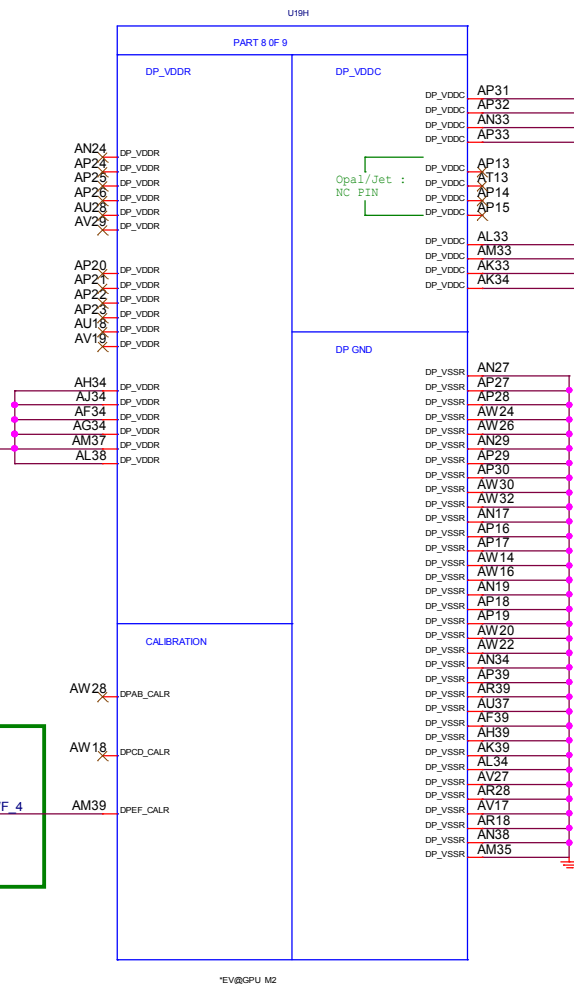 U19H
PART 8 0F 9
DP_VDDR
DP_VDDC
AN24 DP_VDDR
AP24 DP_VDDR
AP25 DP_VDDR
AP26 DP_VDDR
AU28 DP_VDDR
AV29 DP_VDDR
AP20 DP_VDDR
AP21 DP_VDDR
AP22 DP_VDDR
AP23 DP_VDDR
AU18 DP_VDDR
AV19 DP_VDDR
AH34 DP_VDDR
AJ34 DP_VDDR
AF34 DP_VDDR
AG34 DP_VDDR
AM37 DP_VDDR
AL38 DP_VDDR
DP_VDDC AP31
DP_VDDC AP32
DP_VDDC AN33
DP_VDDC AP33
Opal/Jet :
NC PIN
DP_VDDC AP13
DP_VDDC AT13
DP_VDDC AP14
DP_VDDC AP15
DP_VDDC AL33
DP_VDDC AM33
DP_VDDC AK33
DP_VDDC AK34
DP GND
DP_VSSR AN27
DP_VSSR AP27
DP_VSSR AP28
DP_VSSR AW24
DP_VSSR AW26
DP_VSSR AN29
DP_VSSR AP29
DP_VSSR AP30
DP_VSSR AW30
DP_VSSR AW32
DP_VSSR AN17
DP_VSSR AP16
DP_VSSR AP17
DP_VSSR AW14
DP_VSSR AW16
DP_VSSR AN19
DP_VSSR AP18
DP_VSSR AP19
DP_VSSR AW20
DP_VSSR AW22
DP_VSSR AN34
DP_VSSR AP39
DP_VSSR AR39
DP_VSSR AU37
DP_VSSR AF39
DP_VSSR AH39
DP_VSSR AK39
DP_VSSR AL34
DP_VSSR AV27
DP_VSSR AR28
DP_VSSR AV17
DP_VSSR AR18
DP_VSSR AN38
DP_VSSR AM35
CALIBRATION
AW28 DPAB_CALR
AW18 DPCD_CALR
F_4 AM39 DPEF_CALR
*EV@GPU_M2